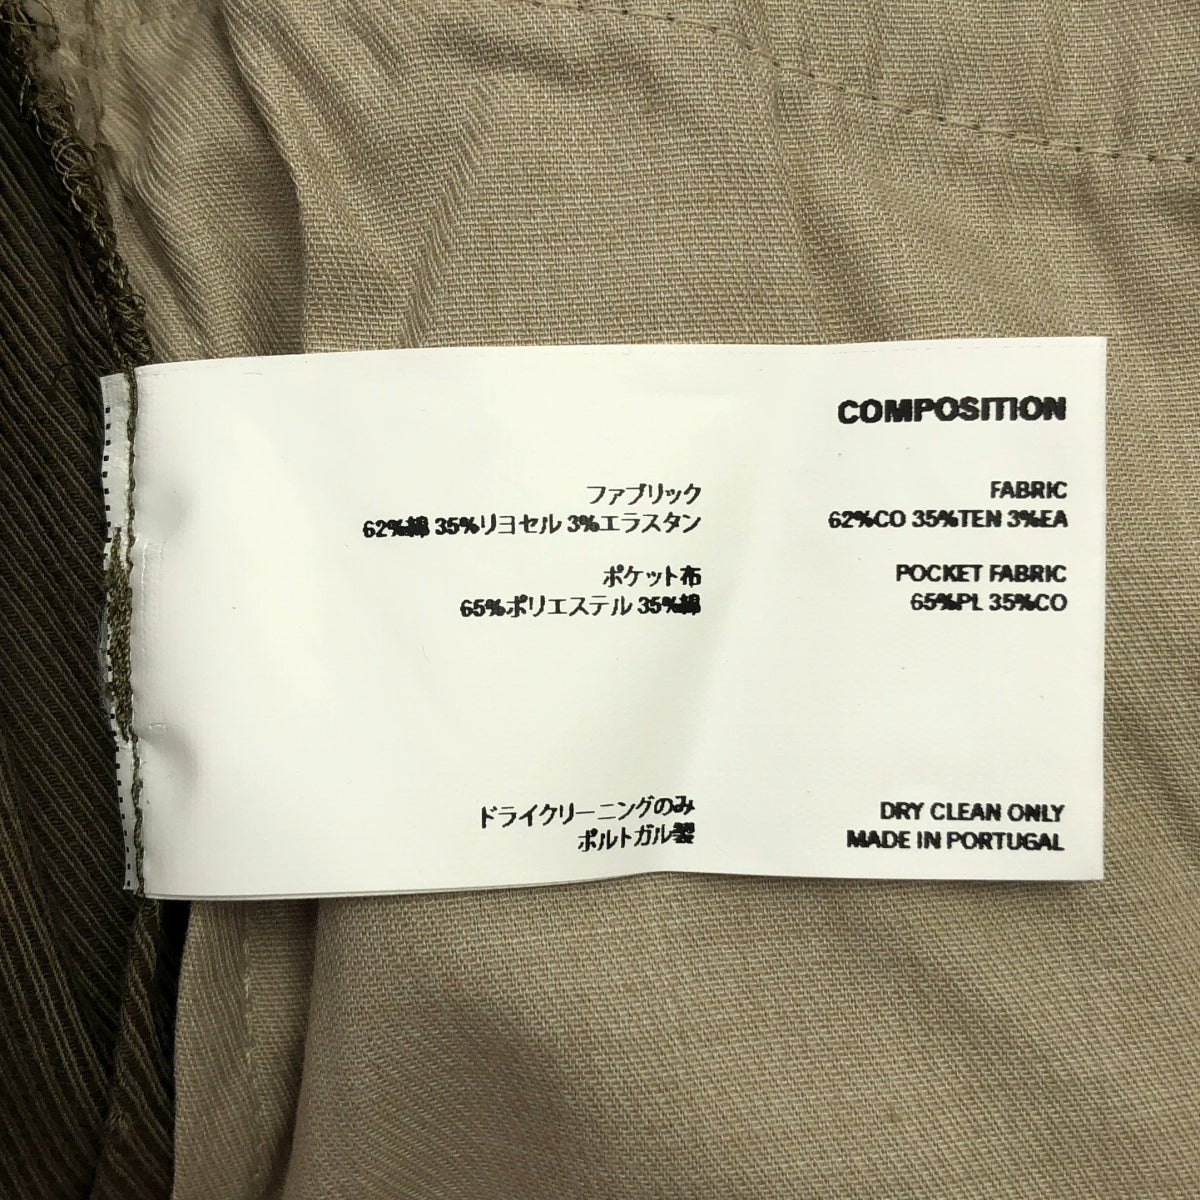 COMPOSITION
ファブリック
62%綿 35%リヨセル 3%エラスタン
ポケット布
65%ポリエステル 35%綿
ドライクリーニングのみ
ポルトガル製
FABRIC
62%CO 35%TEN 3%EA
POCKET FABRIC
65%PL 35%CO
DRY CLEAN ONLY
MADE IN PORTUGAL